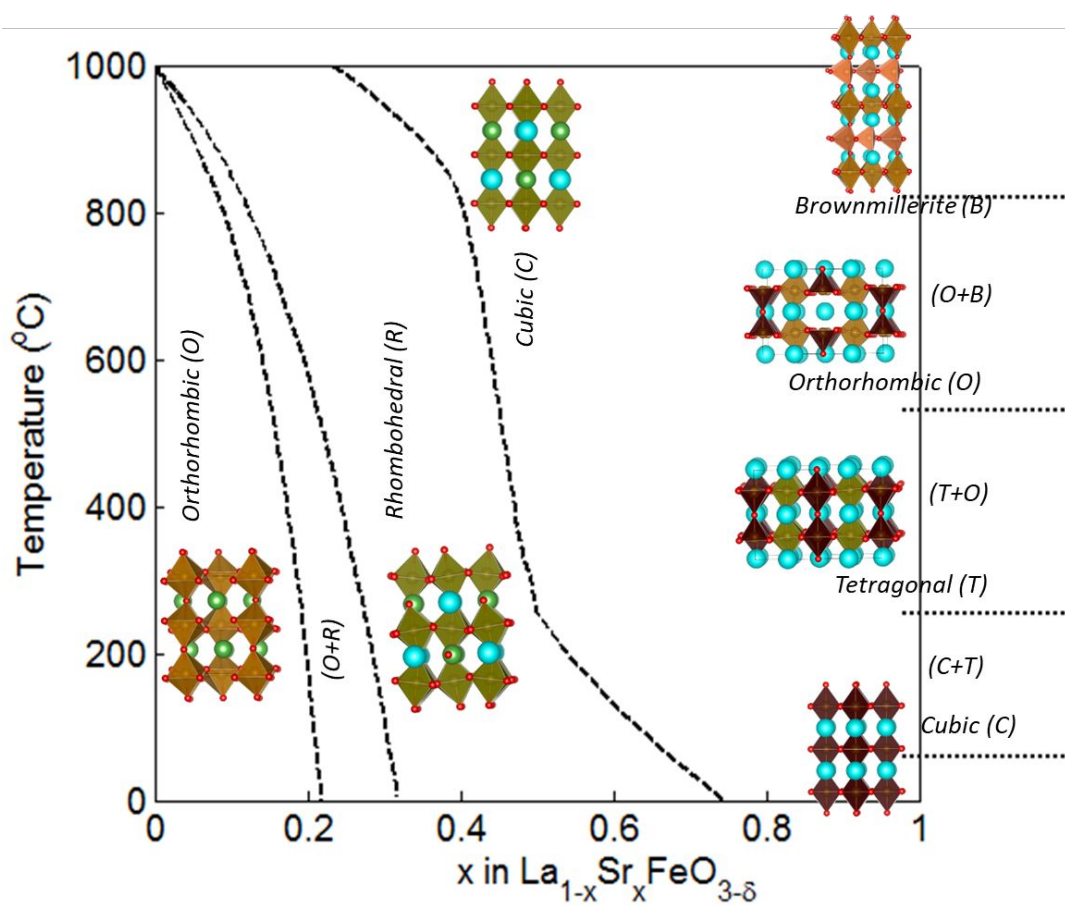 1000
800
600
400
200
0
Temperature (⁰C)
0
0.2
0.4
0.6
0.8
1
x in La₁₋ₓSrₓFeO₃₋δ
Orthorhombic (O)
(O+R)
Rhombohedral (R)
Cubic (C)
Brownmillerite (B)
(O+B)
Orthorhombic (O)
(T+O)
Tetragonal (T)
(C+T)
Cubic (C)